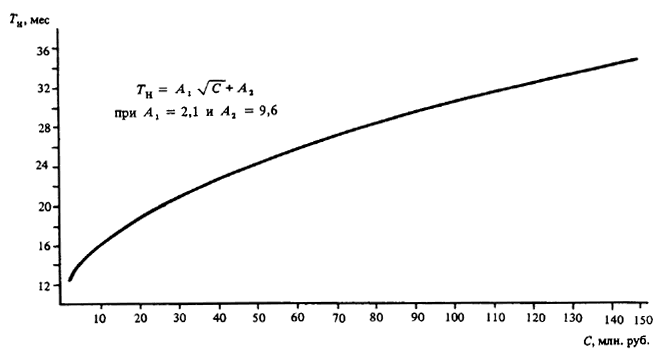 Tн, мес
36
32
28
24
20
16
12
Tн = A₁ √C + A₂
при A₁ = 2,1 и A₂ = 9,6
10 20 30 40 50 60 70 80 90 100 110 120 130 140 150
C, млн. руб.